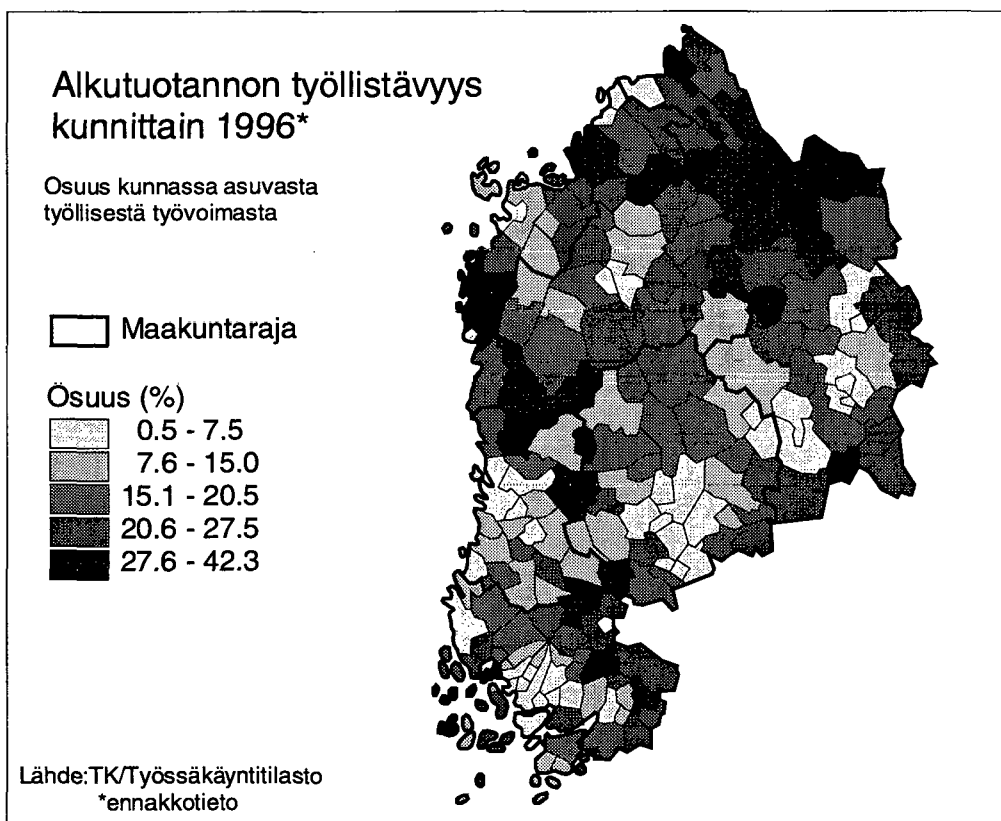 Alkutuotannon työllistävyys
kunnittain 1996*
Osuus kunnassa asuvasta
työllisestä työvoimasta
Maakuntaraja
Ösuus (%)
0.5 - 7.5
7.6 - 15.0
15.1 - 20.5
20.6 - 27.5
27.6 - 42.3
Lähde:TK/Työssäkäyntitilasto
*ennakkotieto